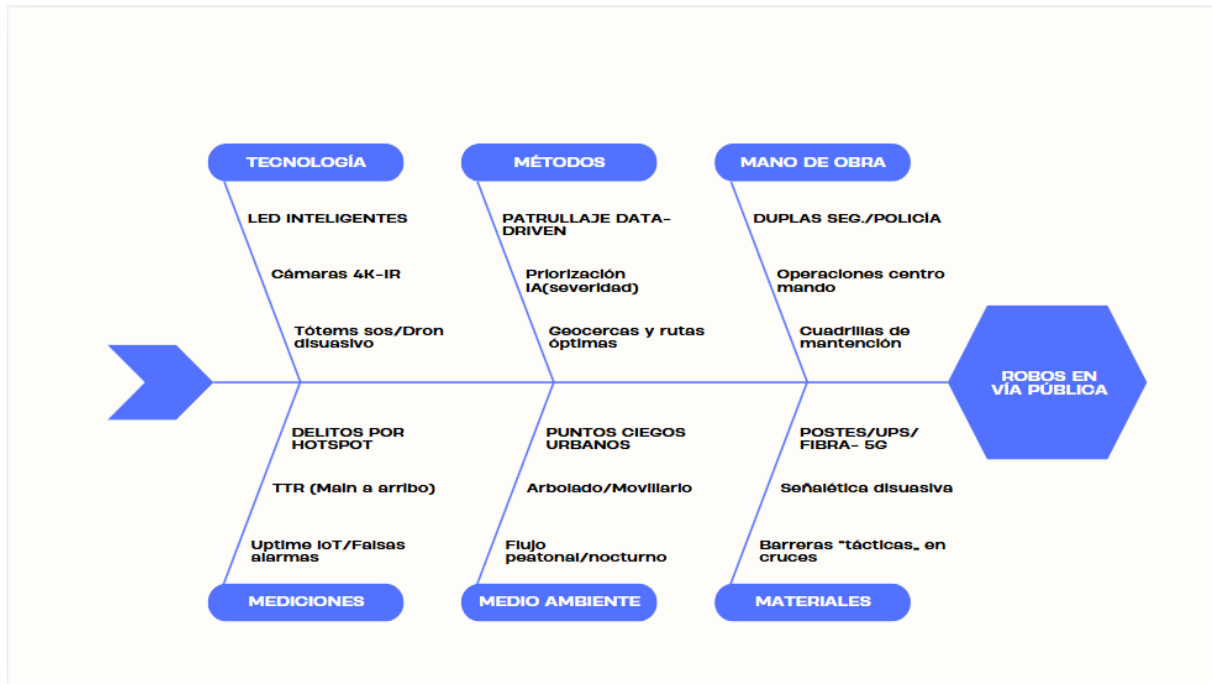 TECNOLOGÍA
MÉTODOS
MANO DE OBRA
LED INTELIGENTES
PATRULLAJE DATA-
DRIVEN
DUPLAS SEG./POLICÍA
Cámaras 4K-IR
Priorización
IA(severidad)
Operaciones centro
mando
Tótems sos/Dron
disuasivo
Geocercas y rutas
óptimas
Cuadrillas de
mantención
ROBOS EN
VÍA PÚBLICA
DELITOS POR
HOTSPOT
PUNTOS CIEGOS
URBANOS
POSTES/UPS/
FIBRA- 5G
TTR (Main a arribo)
Arbolado/Moviliario
Señalética disuasiva
Uptime IoT/Falsas
alarmas
Flujo
peatonal/nocturno
Barreras “tácticas„ en
cruces
MEDICIONES
MEDIO AMBIENTE
MATERIALES